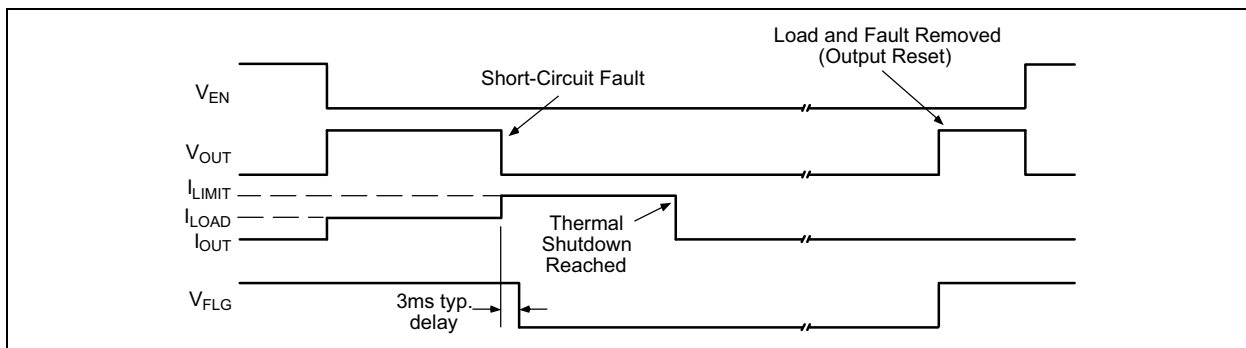 Load and Fault Removed
(Output Reset)
Short-Circuit Fault
VEN
VOUT
ILIMIT
ILOAD
IOUT
Thermal
Shutdown
Reached
VFLG
3ms typ.
delay